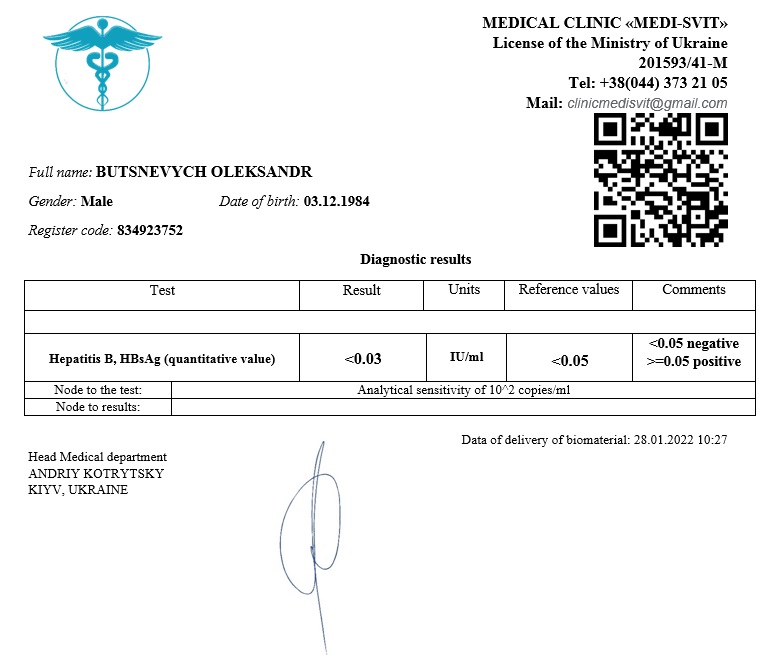 MEDICAL CLINIC «MEDI-SVIT»
License of the Ministry of Ukraine
201593/41-M
Tel: +38(044) 373 21 05
Mail: clinicmedisvit@gmail.com
Full name: BUTSNEVYCH OLEKSANDR
Gender: Male Date of birth: 03.12.1984
Register code: 834923752
Diagnostic results
Test Result Units Reference values Comments
Hepatitis B, HBsAg (quantitative value) <0.03 IU/ml <0.05 <0.05 negative
>=0.05 positive
Node to the test: Analytical sensitivity of 10^2 copies/ml
Node to results:
Data of delivery of biomaterial: 28.01.2022 10:27
Head Medical department
ANDRIY KOTRYTSKY
KIYV, UKRAINE